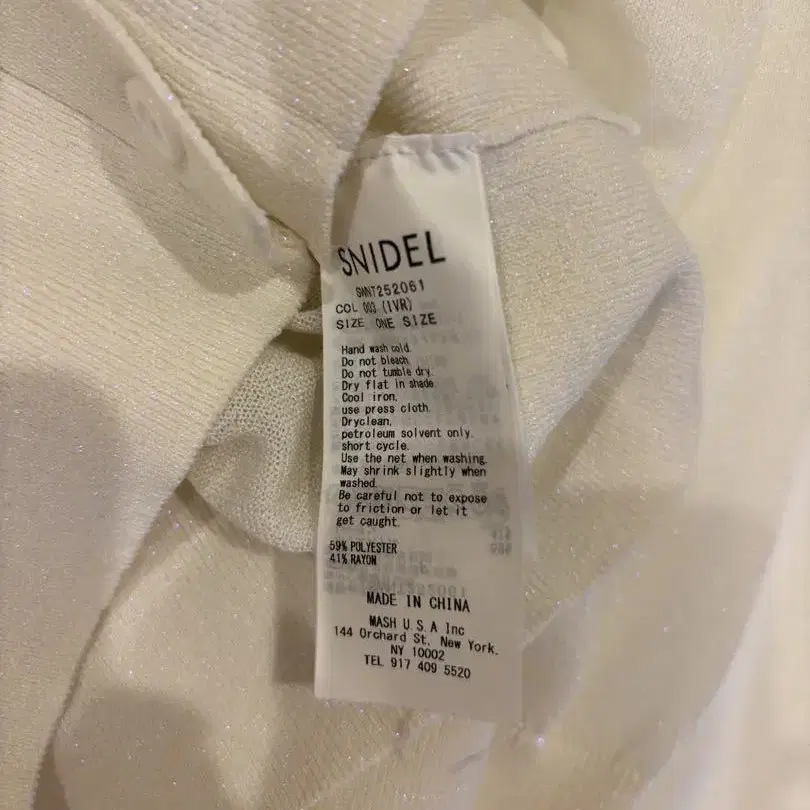 SNIDEL
SWNT252061
COL 003 (IVR)
SIZE ONE SIZE
Hand wash cold.
Do not bleach.
Do not tumble dry.
Dry flat in shade.
Cool iron.
use press cloth.
Dryclean,
petroleum solvent only.
short cycle.
Use the net when washing.
May shrink slightly when
washed.
Be careful not to expose
to friction or let it
get caught.
59% POLYESTER
41% RAYON
MADE IN CHINA
MASH U.S.A Inc
144 Orchard St, New York.
NY 10002
TEL 917 409 5520